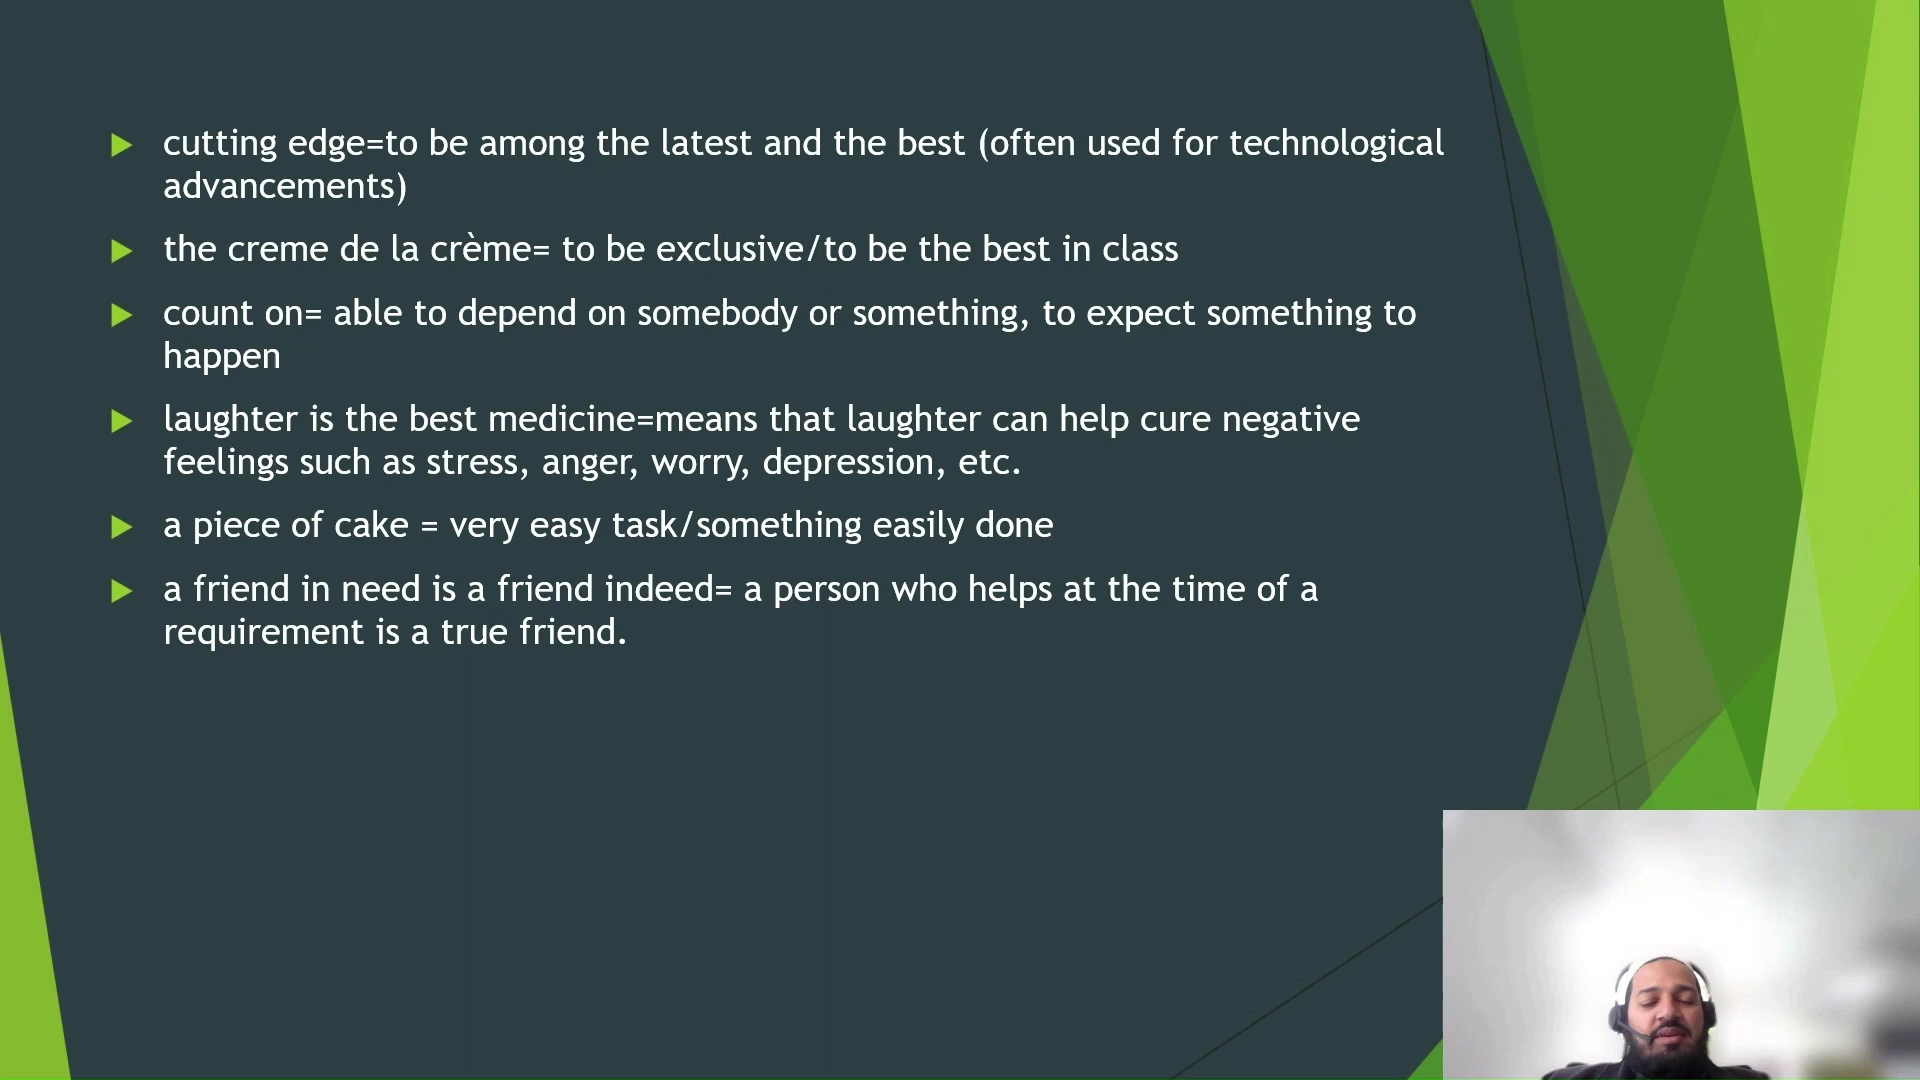 cutting edge=to be among the latest and the best (often used for technological
advancements)
the creme de la crème= to be exclusive/to be the best in class
count on= able to depend on somebody or something, to expect something to
happen
laughter is the best medicine=means that laughter can help cure negative
feelings such as stress, anger, worry, depression, etc.
a piece of cake = very easy task/something easily done
a friend in need is a friend indeed= a person who helps at the time of a
requirement is a true friend.